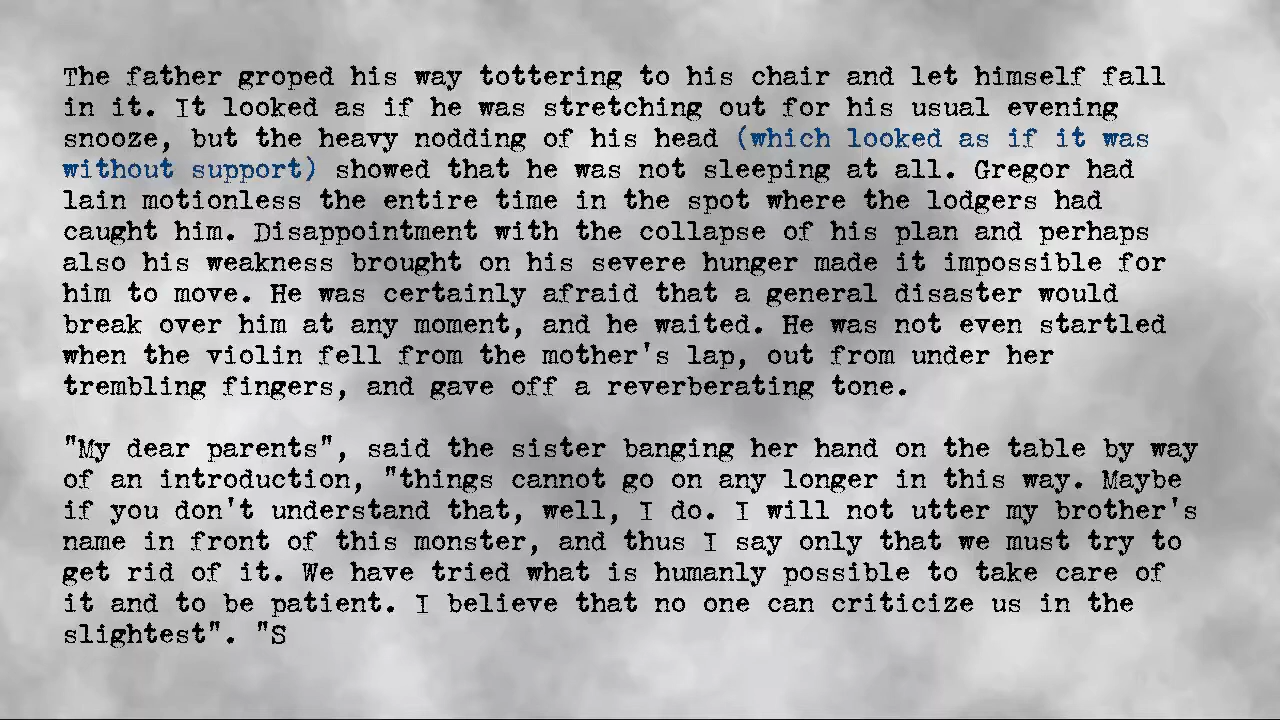 The father groped his way tottering to his chair and let himself fall
in it. It looked as if he was stretching out for his usual evening
snooze, but the heavy nodding of his head (which looked as if it was
without support) showed that he was not sleeping at all. Gregor had
lain motionless the entire time in the spot where the lodgers had
caught him. Disappointment with the collapse of his plan and perhaps
also his weakness brought on his severe hunger made it impossible for
him to move. He was certainly afraid that a general disaster would
break over him at any moment, and he waited. He was not even startled
when the violin fell from the mother's lap, out from under her
trembling fingers, and gave off a reverberating tone.

"My dear parents", said the sister banging her hand on the table by way
of an introduction, "things cannot go on any longer in this way. Maybe
if you don't understand that, well, I do. I will not utter my brother's
name in front of this monster, and thus I say only that we must try to
get rid of it. We have tried what is humanly possible to take care of
it and to be patient. I believe that no one can criticize us in the
slightest". "S